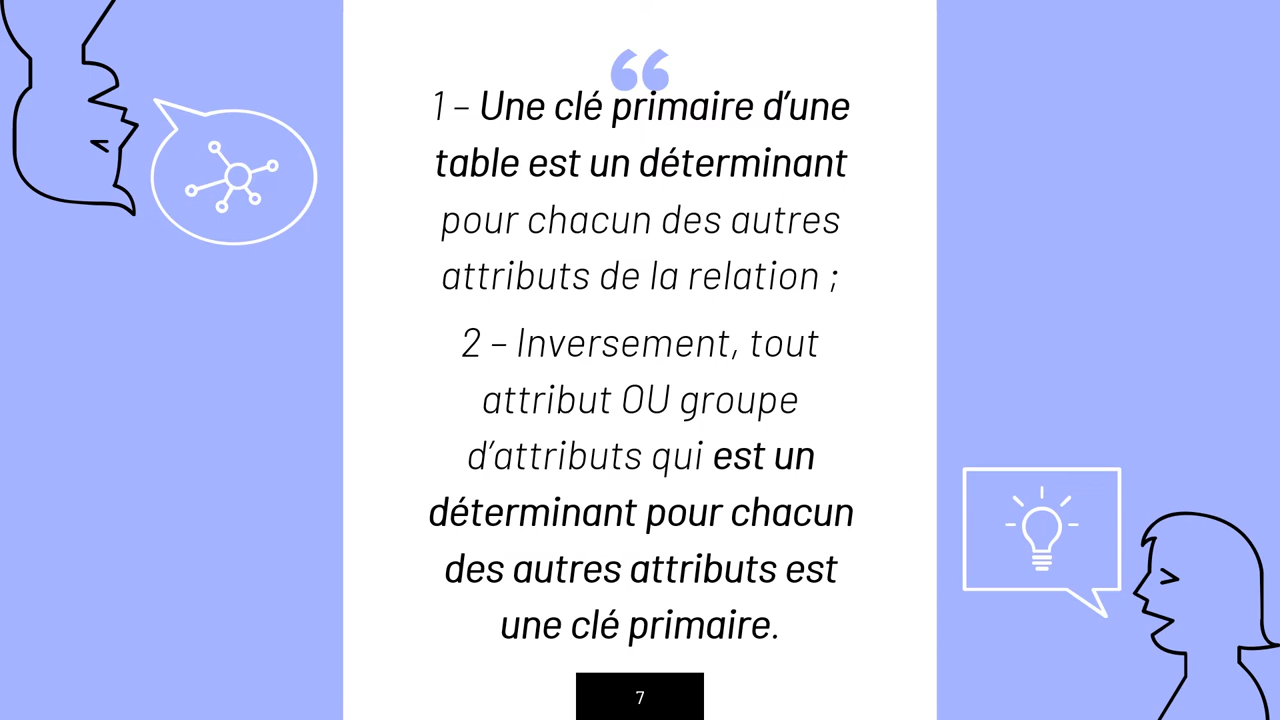 “
1 – Une clé primaire d’une
table est un déterminant
pour chacun des autres
attributs de la relation ;
2 – Inversement, tout
attribut OU groupe
d’attributs qui est un
déterminant pour chacun
des autres attributs est
une clé primaire.
7